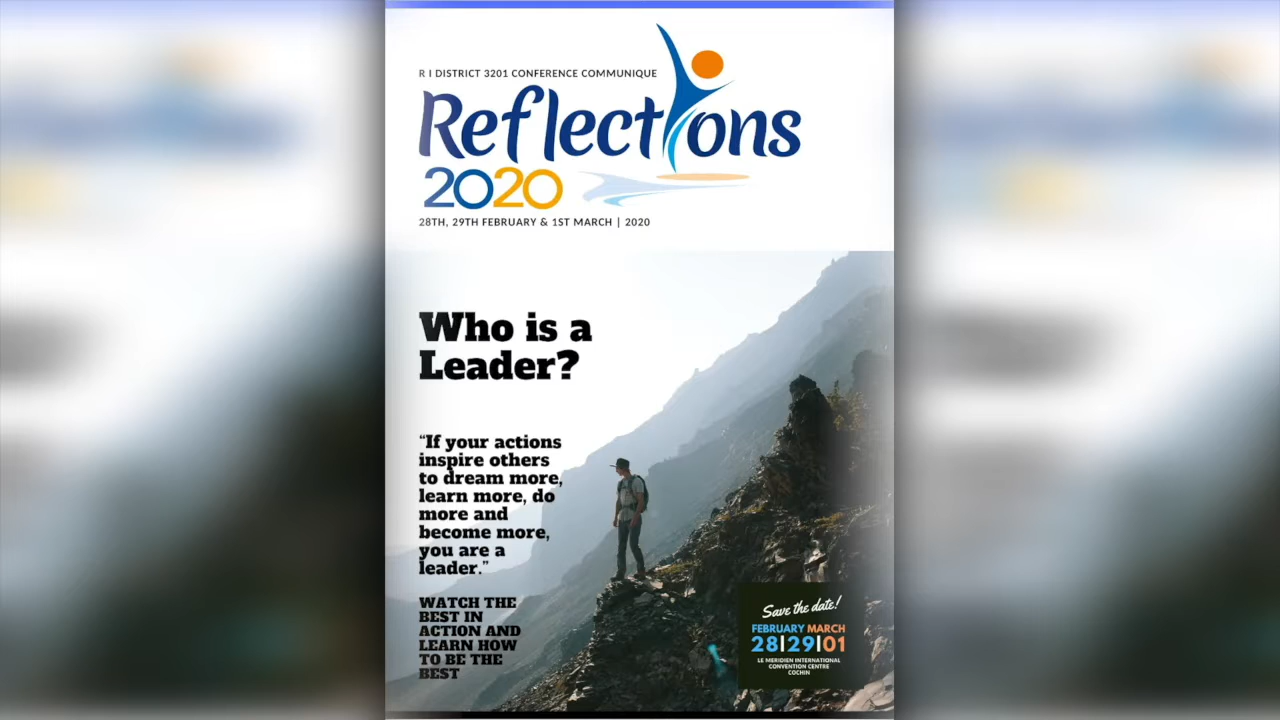 R I DISTRICT 3201 CONFERENCE COMMUNIQUE
Reflections
2020
28TH, 29TH FEBRUARY & 1ST MARCH | 2020
Who is a
Leader?
“If your actions
inspire others
to dream more,
learn more, do
more and
become more,
you are a
leader.”
WATCH THE
BEST IN
ACTION AND
LEARN HOW
TO BE THE
BEST
Save the date!
FEBRUARY MARCH
28|29|01
LE MERIDIEN INTERNATIONAL
CONVENTION CENTRE
COCHIN